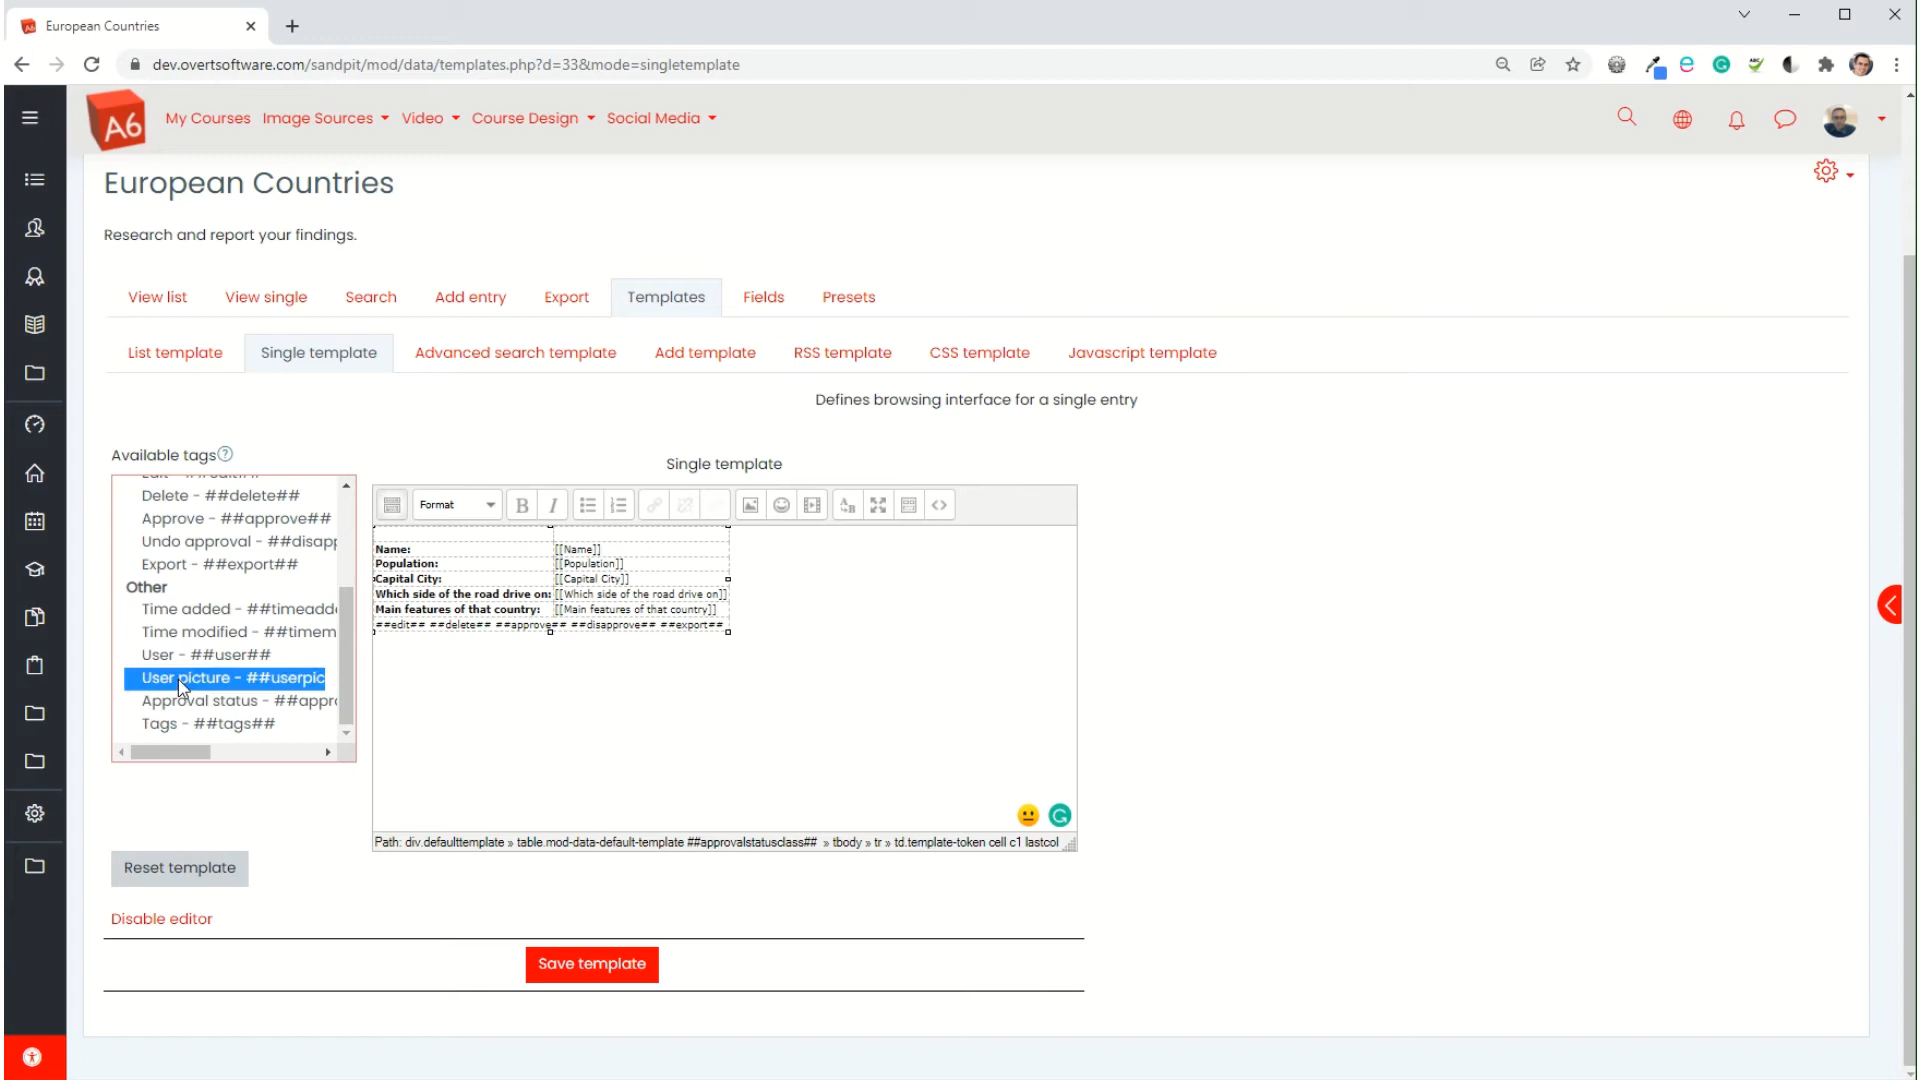 European Countries
dev.overtsoftware.com/sandpit/mod/data/templates.php?d=33&mode=singletemplate
A6
My Courses Image Sources Video Course Design Social Media
European Countries
Research and report your findings.
View list View single Search Add entry Export Templates Fields Presets
List template Single template Advanced search template Add template RSS template CSS template Javascript template
Defines browsing interface for a single entry
Available tags
Single template
Delete - ##delete##
Approve - ##approve##
Undo approval - ##disapp
Export - ##export##
Other
Time added - ##timeadd
Time modified - ##timem
User - ##user##
User picture - ##userpic
Approval status - ##appr
Tags - ##tags##
Format B I
Name: [[Name]]
Population: [[Population]]
Capital City: [[Capital City]]
Which side of the road drive on: [[Which side of the road drive on]]
Main features of that country: [[Main features of that country]]
##edit## ##delete## ##approve## ##disapprove## ##export##
Path: div.defaulttemplate » table.mod-data-default-template ##approvalstatusclass## » tbody » tr » td.template-token cell c1 lastcol
Reset template
Disable editor
Save template